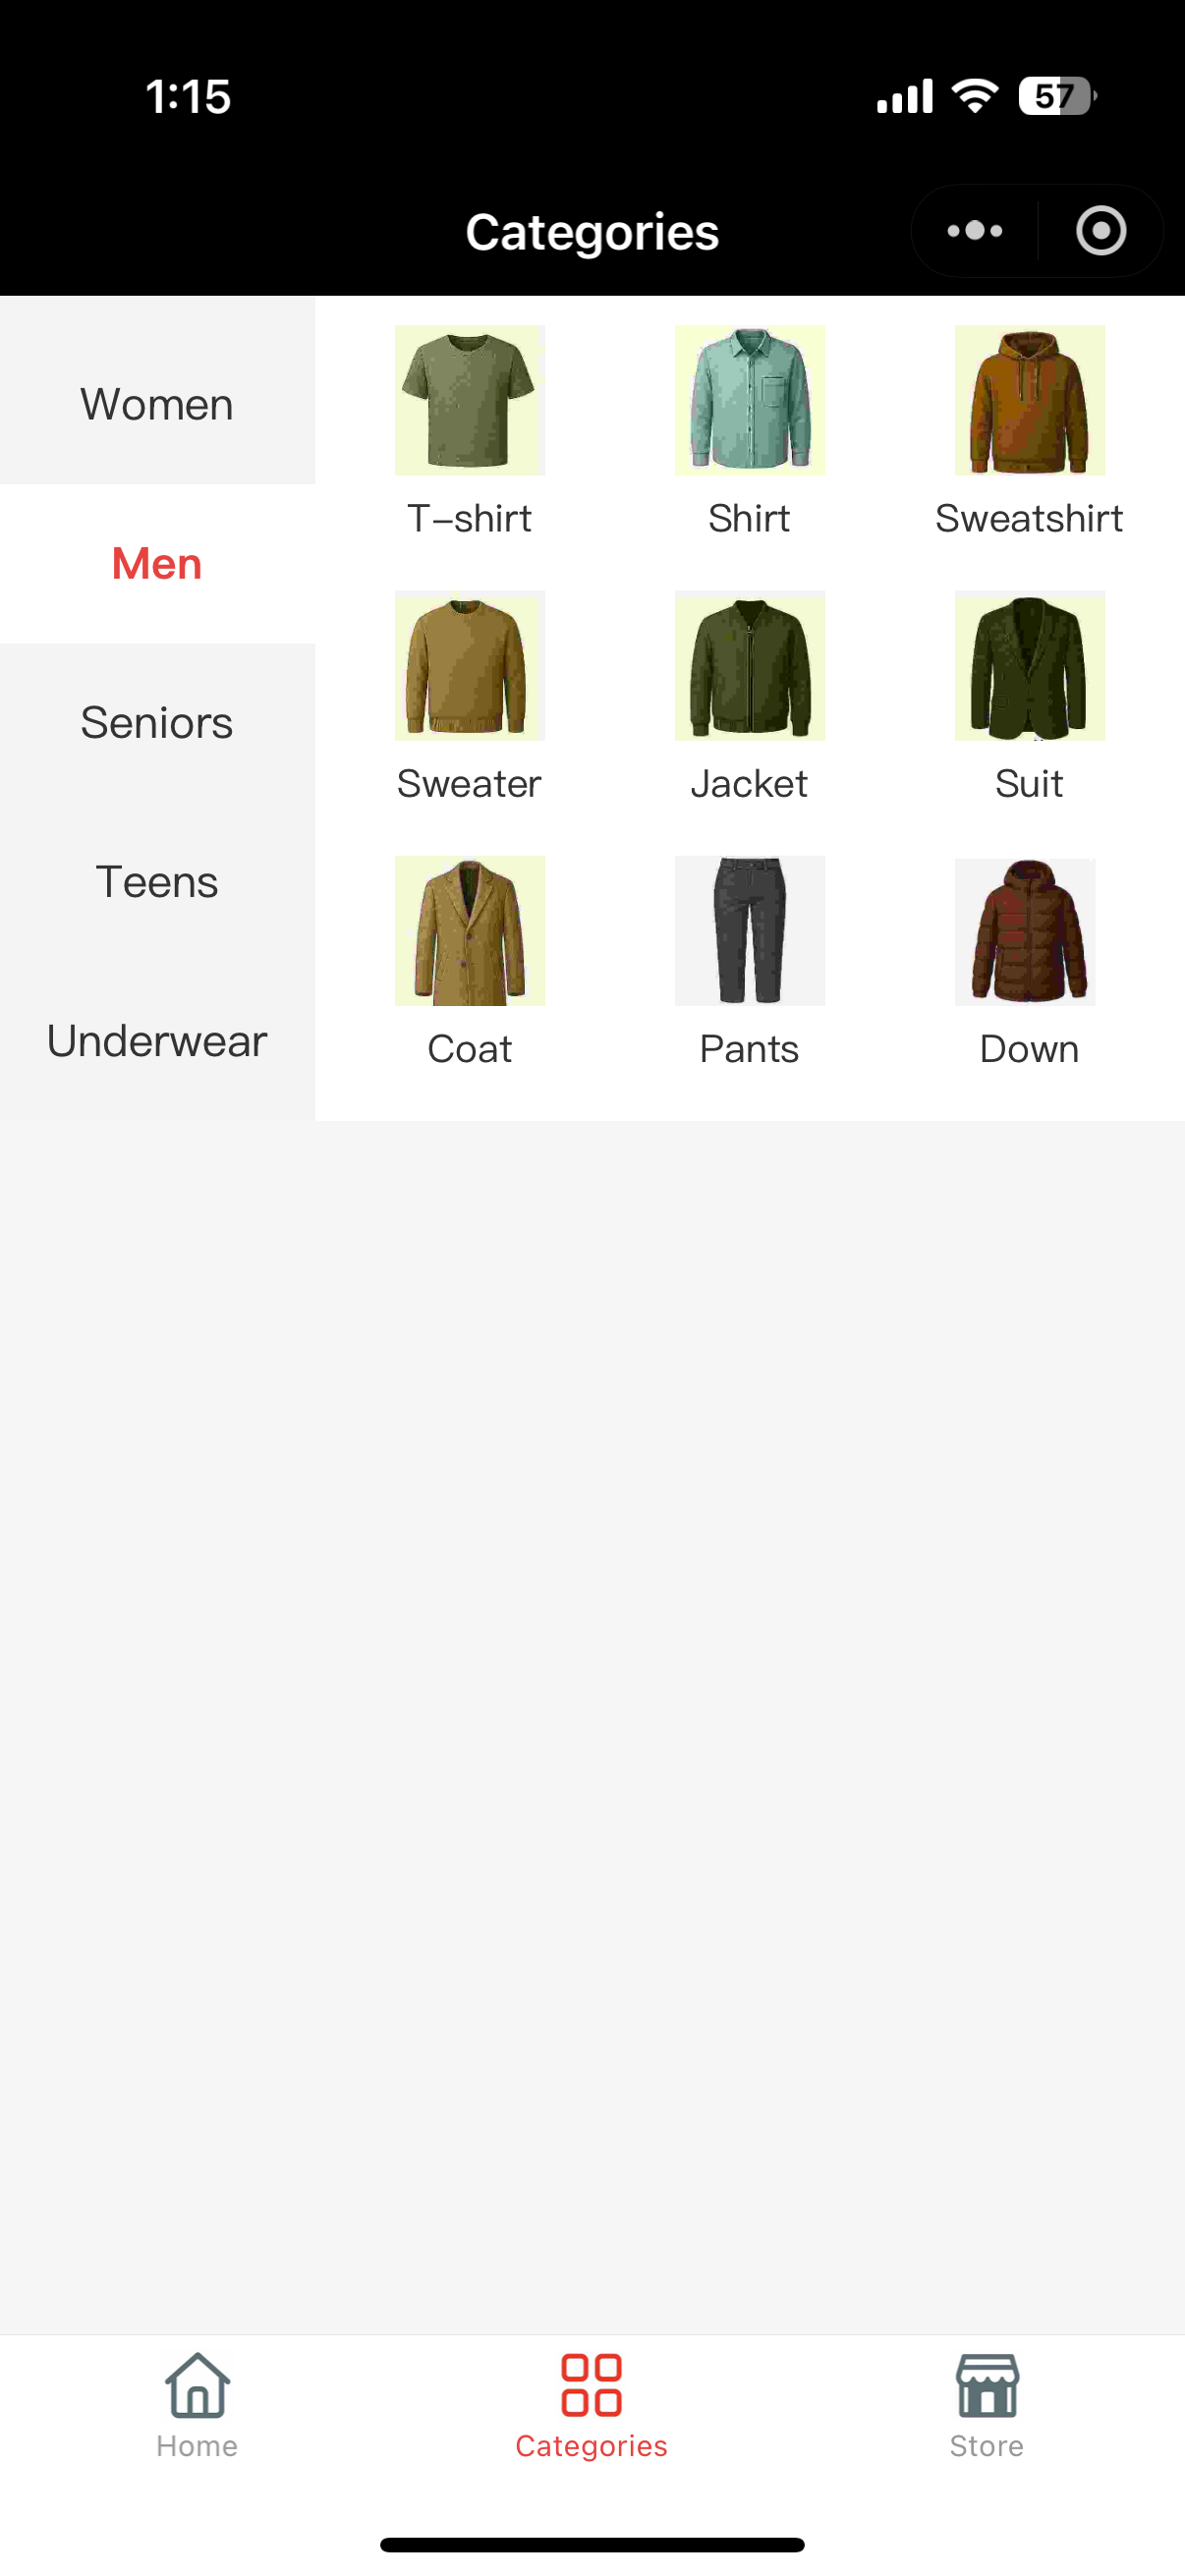 1:15
57
Categories
Women
Men
Seniors
Teens
Underwear
T-shirt
Shirt
Sweatshirt
Sweater
Jacket
Suit
Coat
Pants
Down
Home
Categories
Store